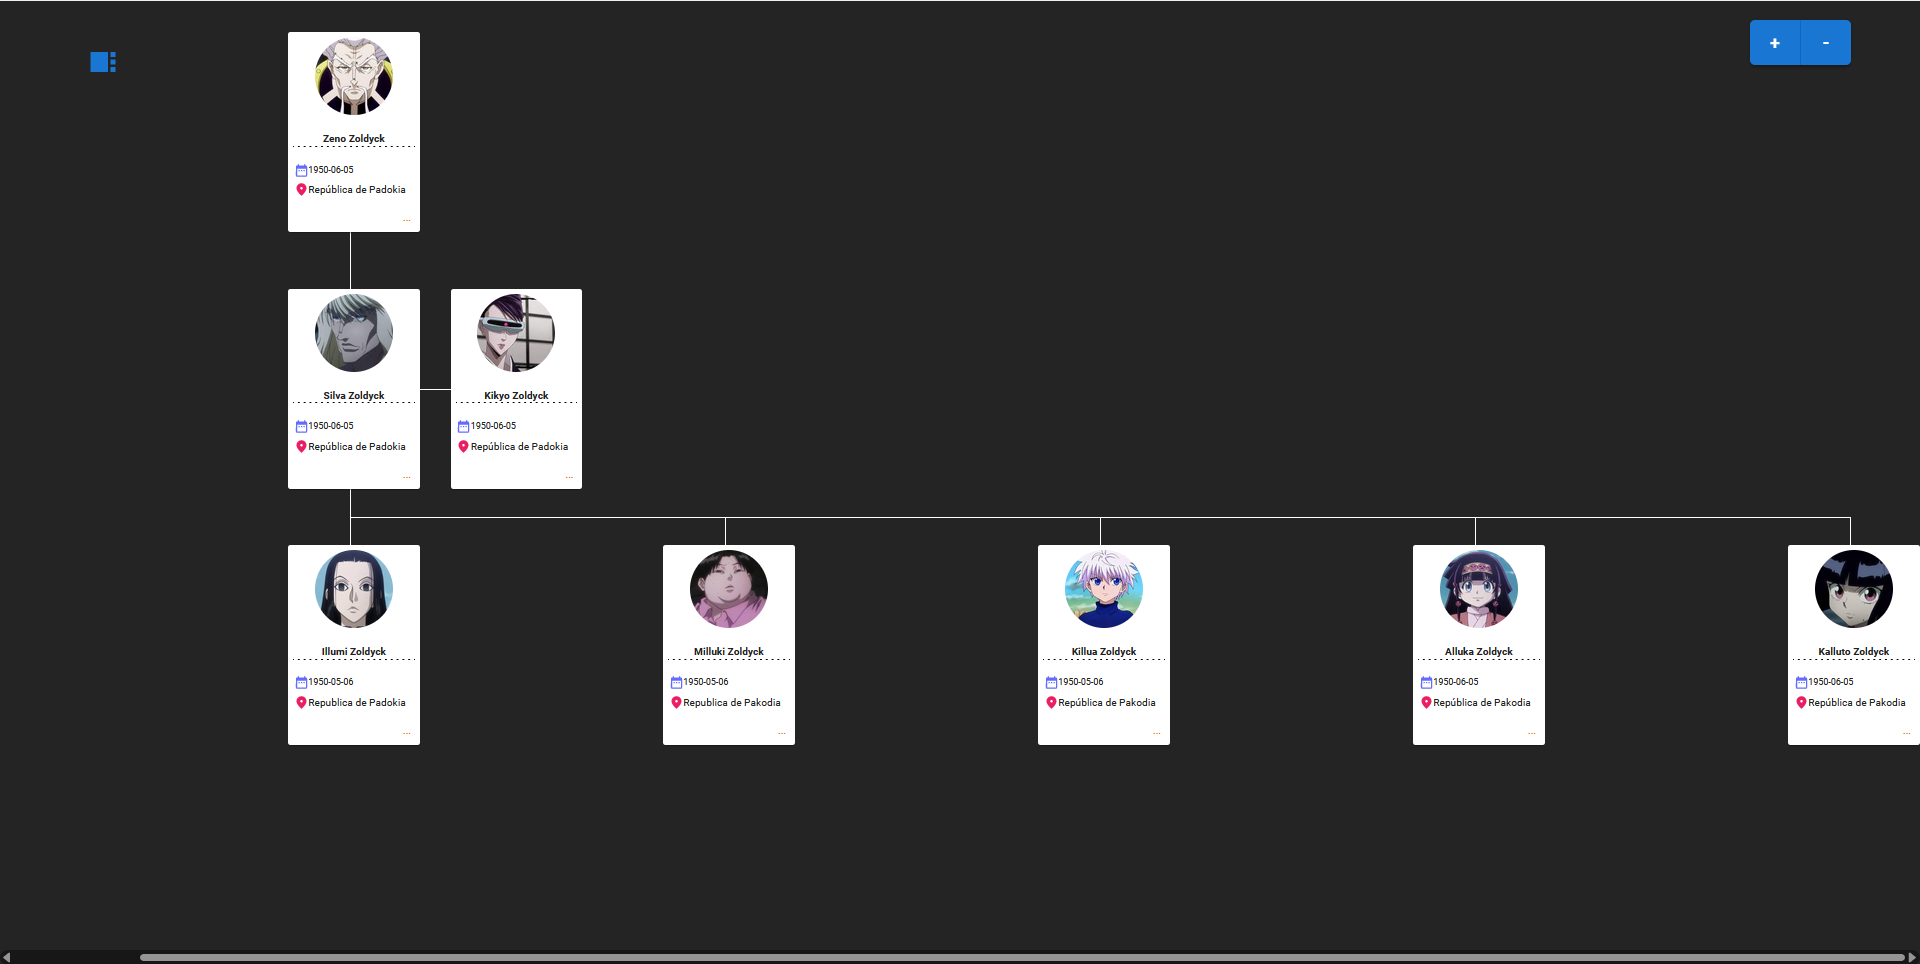 + -
Zeno Zoldyck
1950-06-05
República de Padokia
...
Silva Zoldyck
1950-06-05
República de Padokia
...
Kikyo Zoldyck
1950-06-05
República de Padokia
...
Illumi Zoldyck
1950-05-06
Republica de Padokia
...
Milluki Zoldyck
1950-05-06
Republica de Pakodia
...
Killua Zoldyck
1950-05-06
República de Pakodia
...
Alluka Zoldyck
1950-06-05
República de Pakodia
...
Kalluto Zoldyck
1950-06-05
República de Pakodia
...